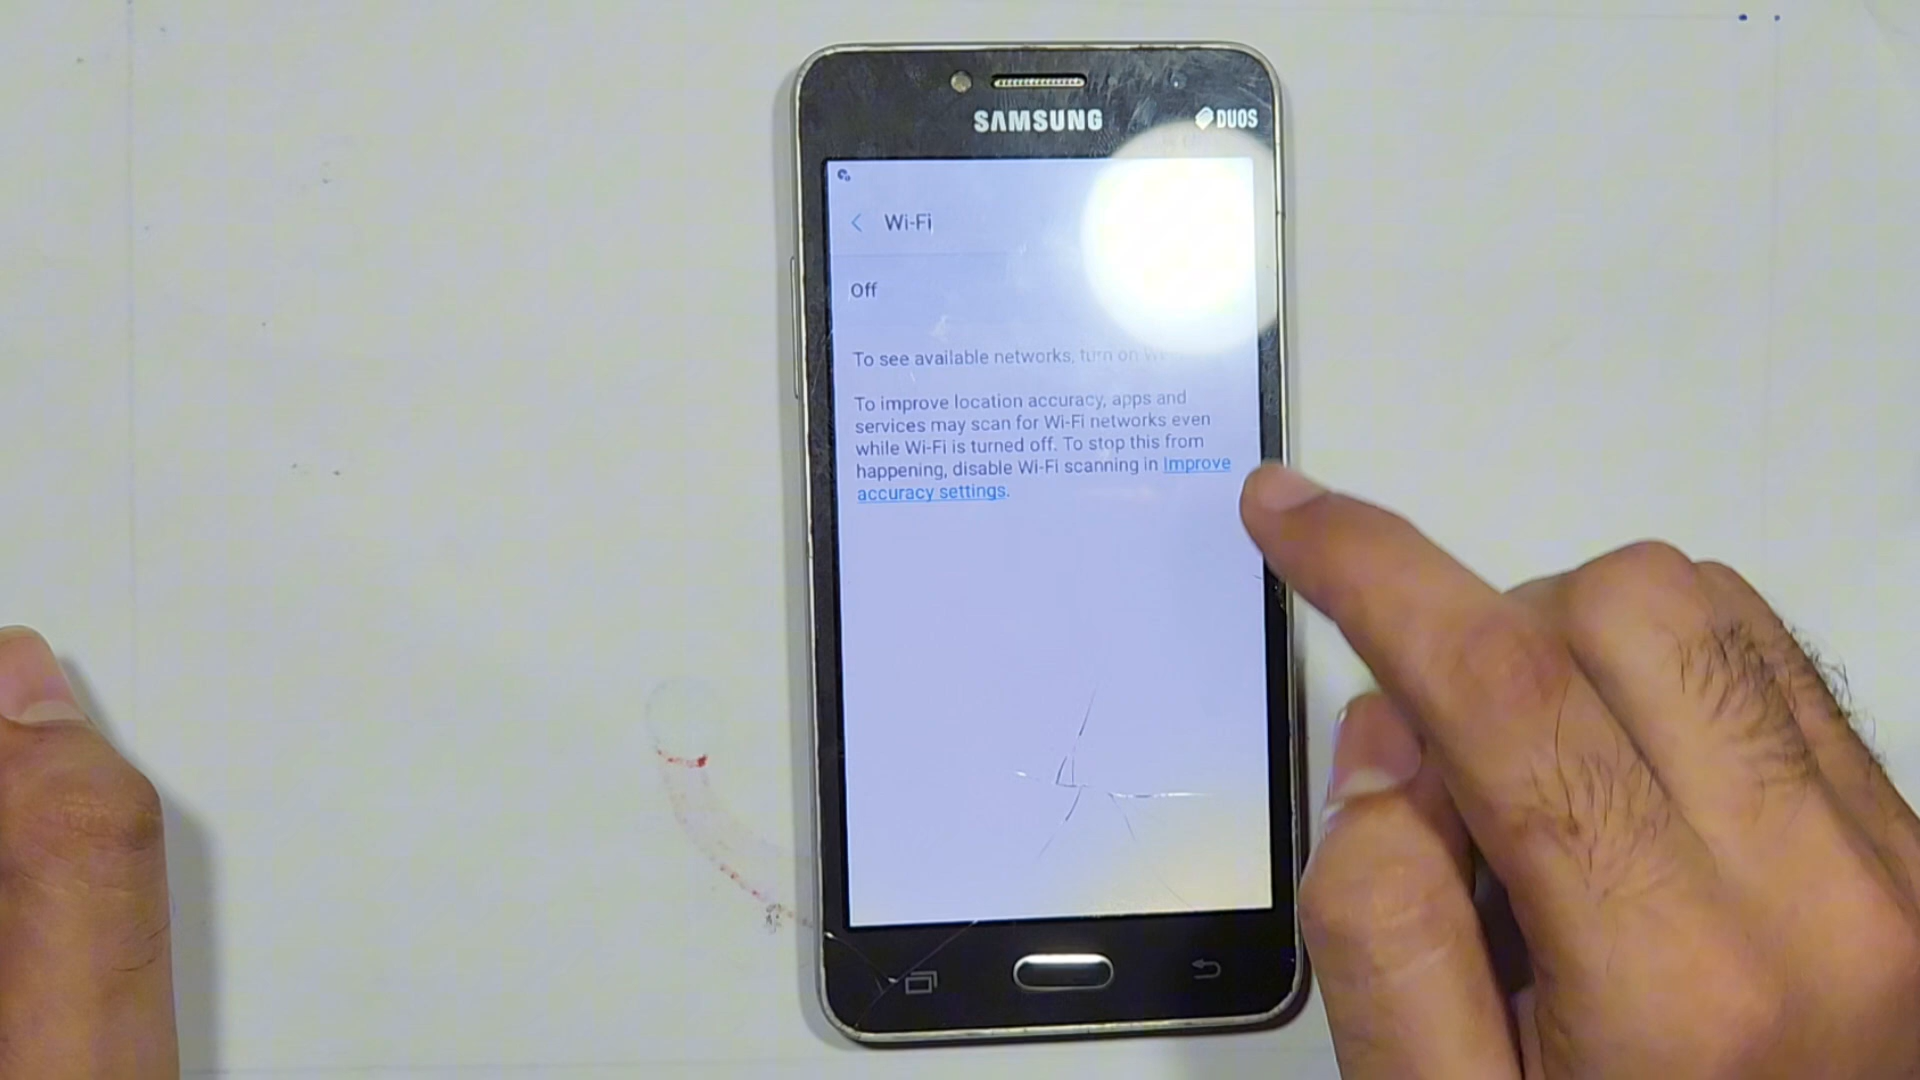 SAMSUNG
DUOS
Wi-Fi
Off
To see available networks, turn on
To improve location accuracy, apps and
services may scan for Wi-Fi networks even
while Wi-Fi is turned off. To stop this from
happening, disable Wi-Fi scanning in Improve
accuracy settings.